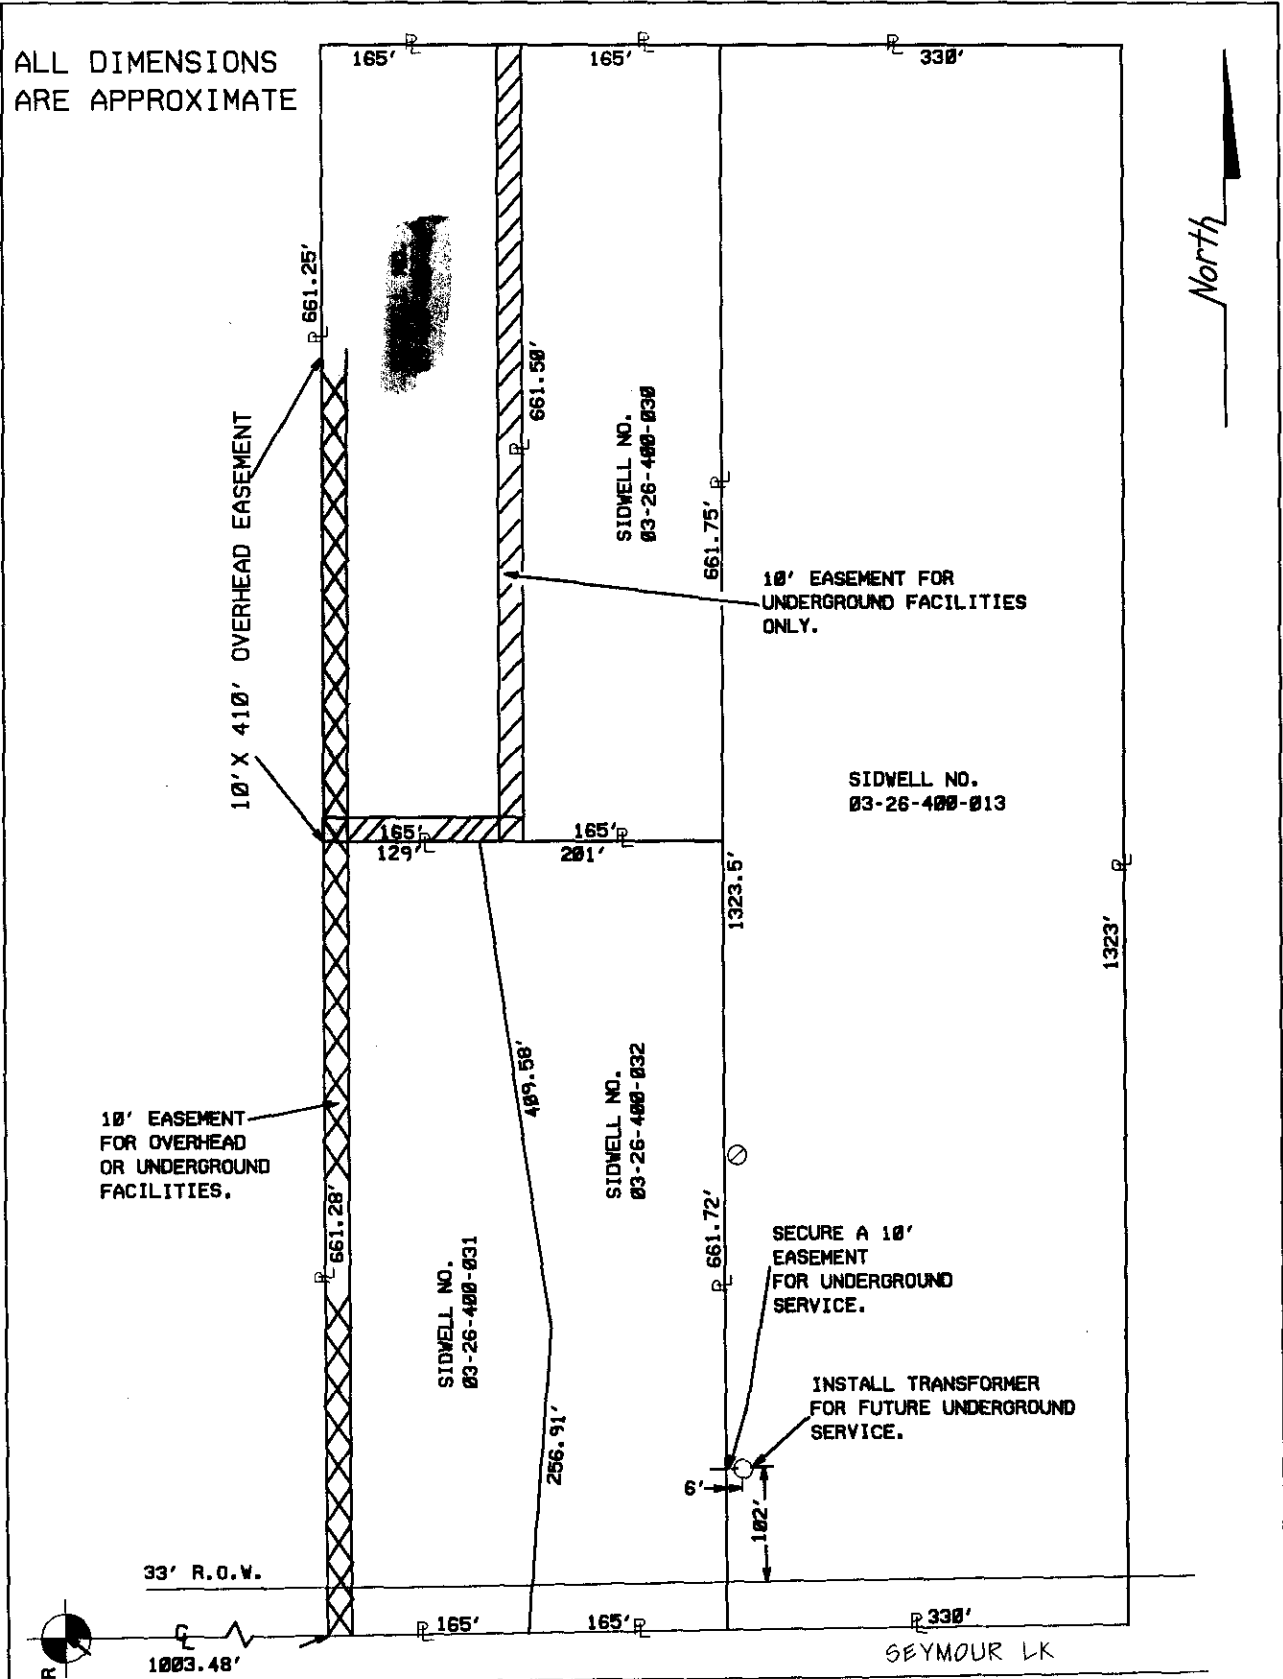 ALL DIMENSIONS
ARE APPROXIMATE
165'
165'
330'
North
661.25'
661.50'
10' X 410' OVERHEAD EASEMENT
SIDWELL NO.
03-26-400-030
661.75'
10' EASEMENT FOR
UNDERGROUND FACILITIES
ONLY.
SIDWELL NO.
03-26-400-013
165'
129'
165'
201'
1323.5'
1323'
409.58'
SIDWELL NO.
03-26-400-032
10' EASEMENT
FOR OVERHEAD
OR UNDERGROUND
FACILITIES.
661.28'
661.72'
SIDWELL NO.
03-26-400-031
SECURE A 10'
EASEMENT
FOR UNDERGROUND
SERVICE.
INSTALL TRANSFORMER
FOR FUTURE UNDERGROUND
SERVICE.
256.91'
6'
102'
33' R.O.W.
165'
165'
330'
1003.48'
SEYMOUR LK
R